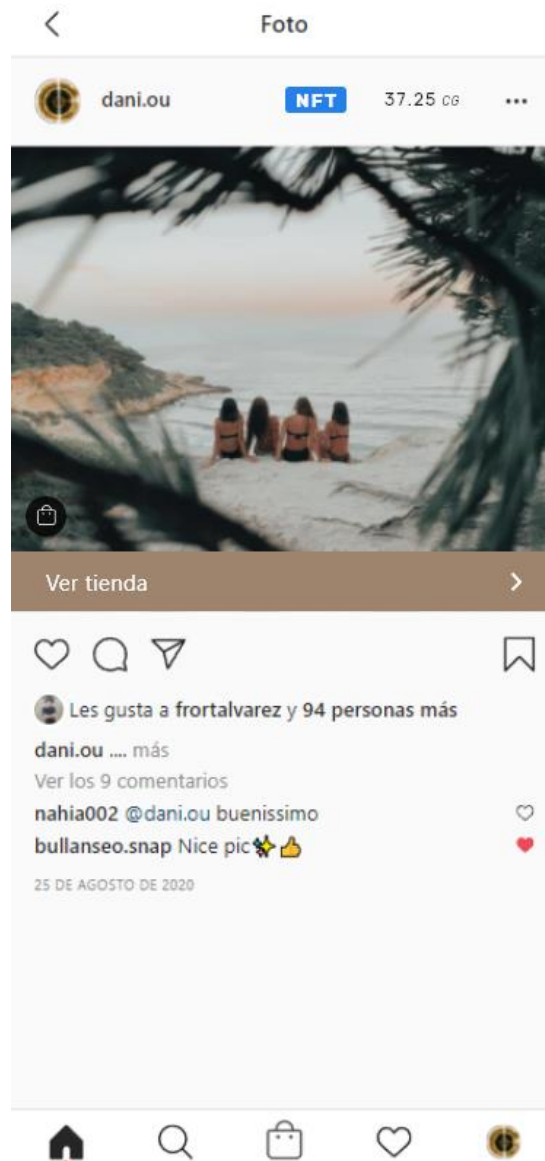 Foto
dani.ou NFT 37.25 CG
Ver tienda
Les gusta a frortalvarez y 94 personas más
dani.ou .... más
Ver los 9 comentarios
nahia002 @dani.ou buenissimo
bullanseo.snap Nice pic✨👍
25 DE AGOSTO DE 2020